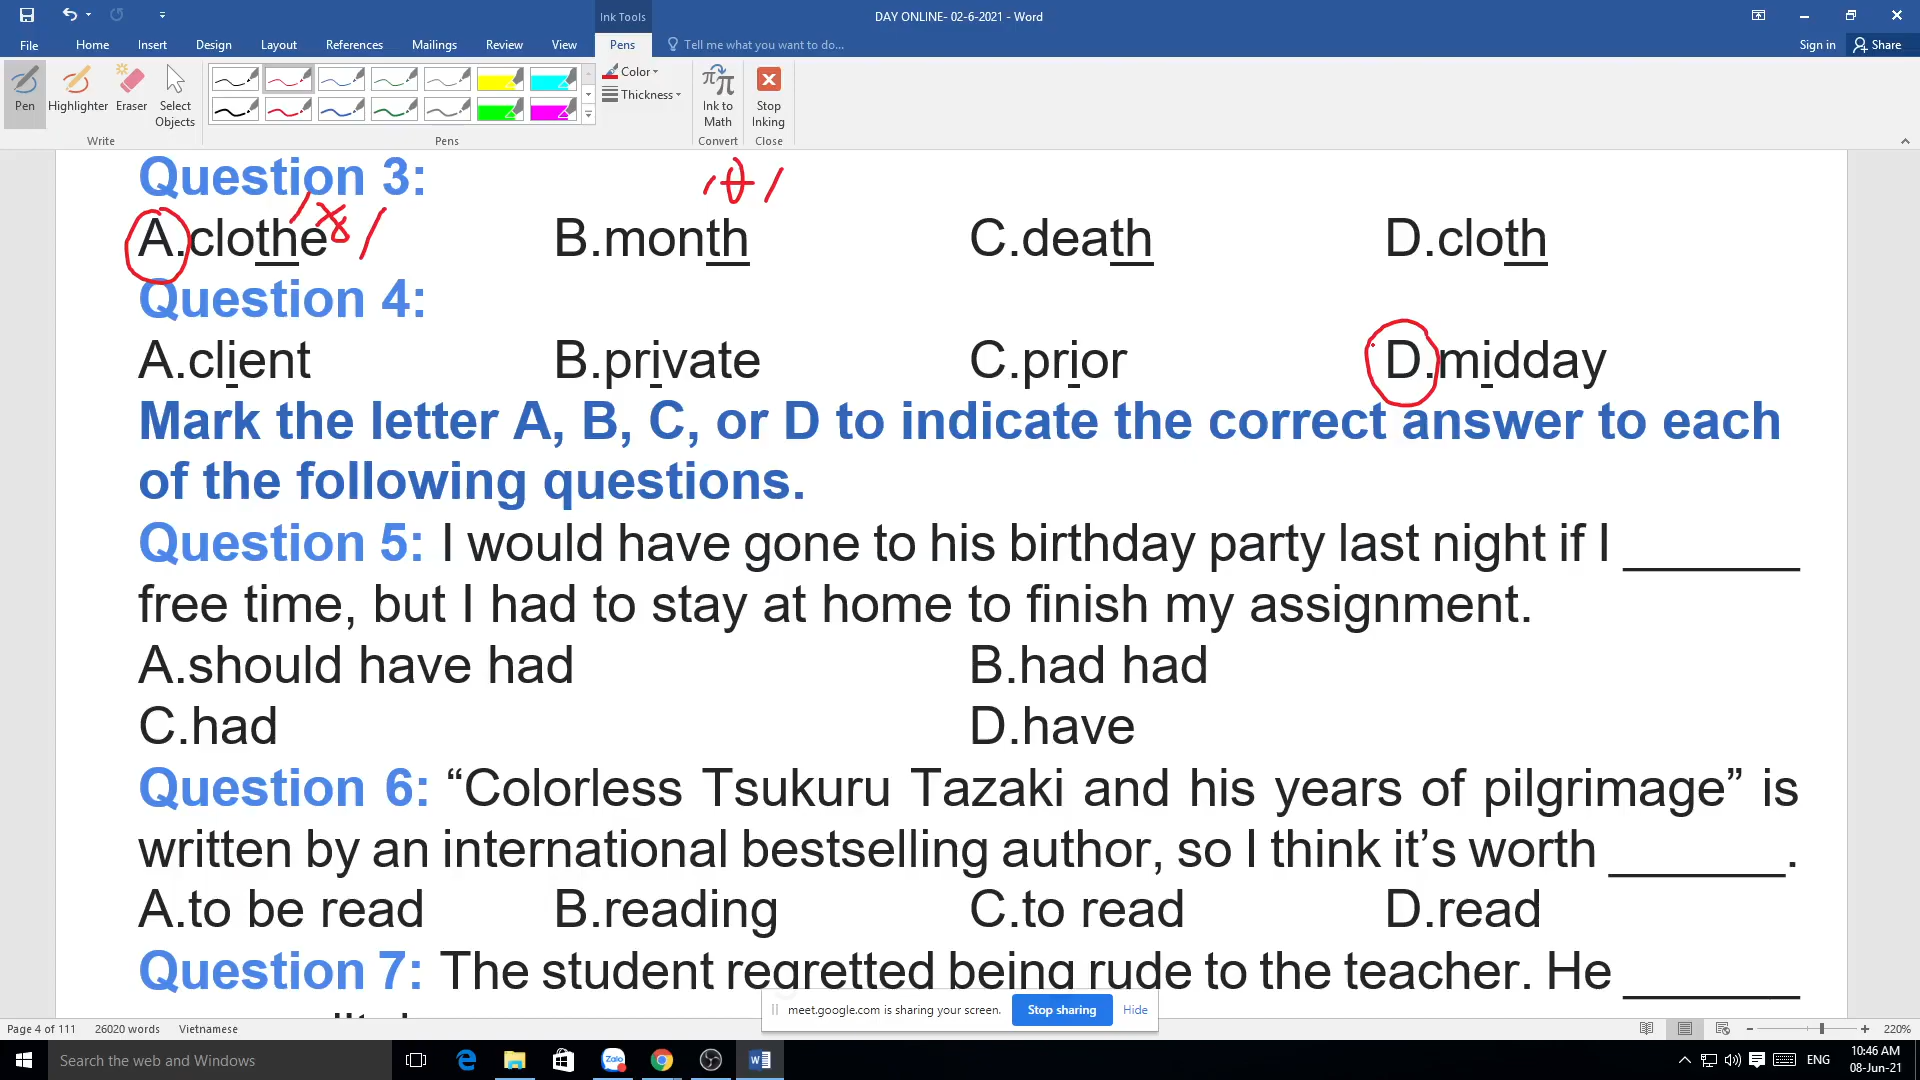 Ink Tools
DAY ONLINE- 02-6-2021 - Word
File Home Insert Design Layout References Mailings Review View Pens Tell me what you want to do... Sign in Share
Pen Highlighter Eraser Select Objects
Color
Thickness
Ink to Math
Stop Inking
Write Pens Convert Close
Question 3: / θ /
A.clothe /ð/ B.month C.death D.cloth
Question 4:
A.client B.private C.prior D.midday
Mark the letter A, B, C, or D to indicate the correct answer to each
of the following questions.
Question 5: I would have gone to his birthday party last night if I _______
free time, but I had to stay at home to finish my assignment.
A.should have had B.had had
C.had D.have
Question 6: “Colorless Tsukuru Tazaki and his years of pilgrimage” is
written by an international bestselling author, so I think it’s worth _______.
A.to be read B.reading C.to read D.read
Question 7: The student regretted being rude to the teacher. He _______
meet.google.com is sharing your screen. Stop sharing Hide
Page 4 of 111 26020 words Vietnamese 220%
Search the web and Windows Zalo ENG 10:46 AM
08-Jun-21